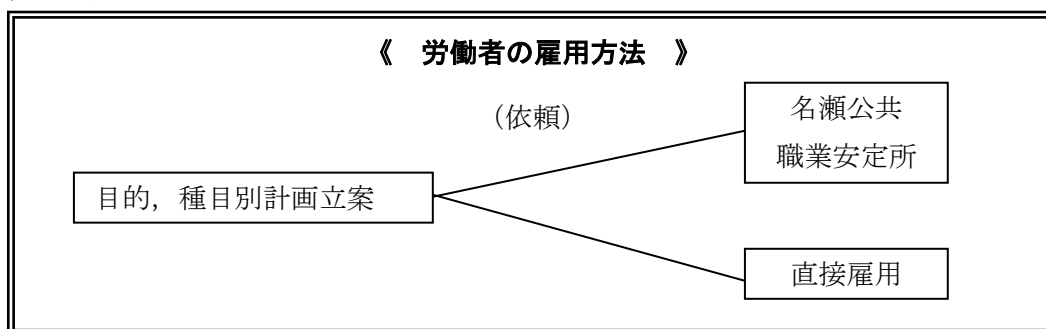 《　労働者の雇用方法　》
（依頼）
名瀬公共
職業安定所
目的，種目別計画立案
直接雇用